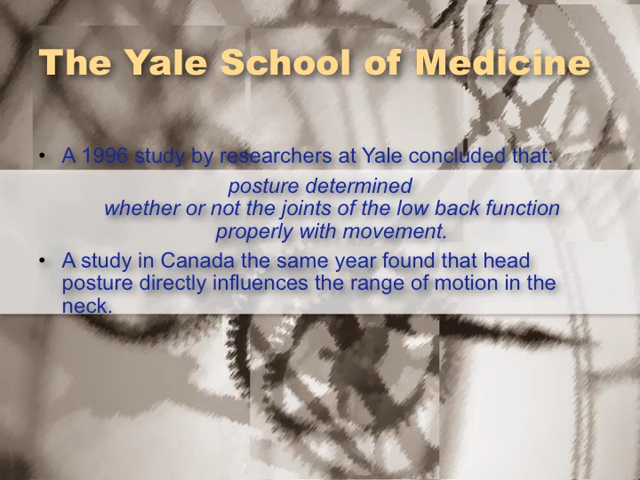 The Yale School of Medicine
• A 1996 study by researchers at Yale concluded that:
posture determined
whether or not the joints of the low back function
properly with movement.
• A study in Canada the same year found that head
posture directly influences the range of motion in the
neck.